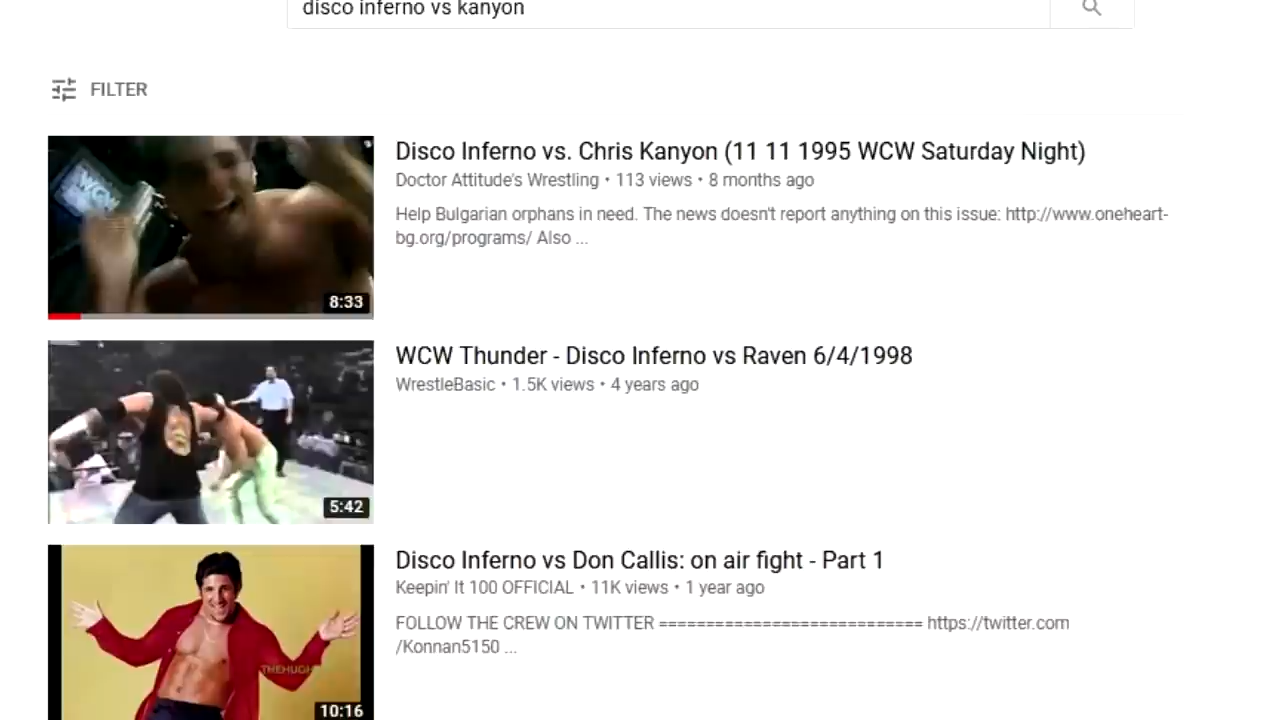 disco inferno vs kanyon
FILTER
WCW
8:33
Disco Inferno vs. Chris Kanyon (11 11 1995 WCW Saturday Night)
Doctor Attitude's Wrestling • 113 views • 8 months ago
Help Bulgarian orphans in need. The news doesn't report anything on this issue: http://www.oneheart-
bg.org/programs/ Also ...
5:42
WCW Thunder - Disco Inferno vs Raven 6/4/1998
WrestleBasic • 1.5K views • 4 years ago
THEHUGH
10:16
Disco Inferno vs Don Callis: on air fight - Part 1
Keepin' It 100 OFFICIAL • 11K views • 1 year ago
FOLLOW THE CREW ON TWITTER ============================ https://twitter.com
/Konnan5150 ...